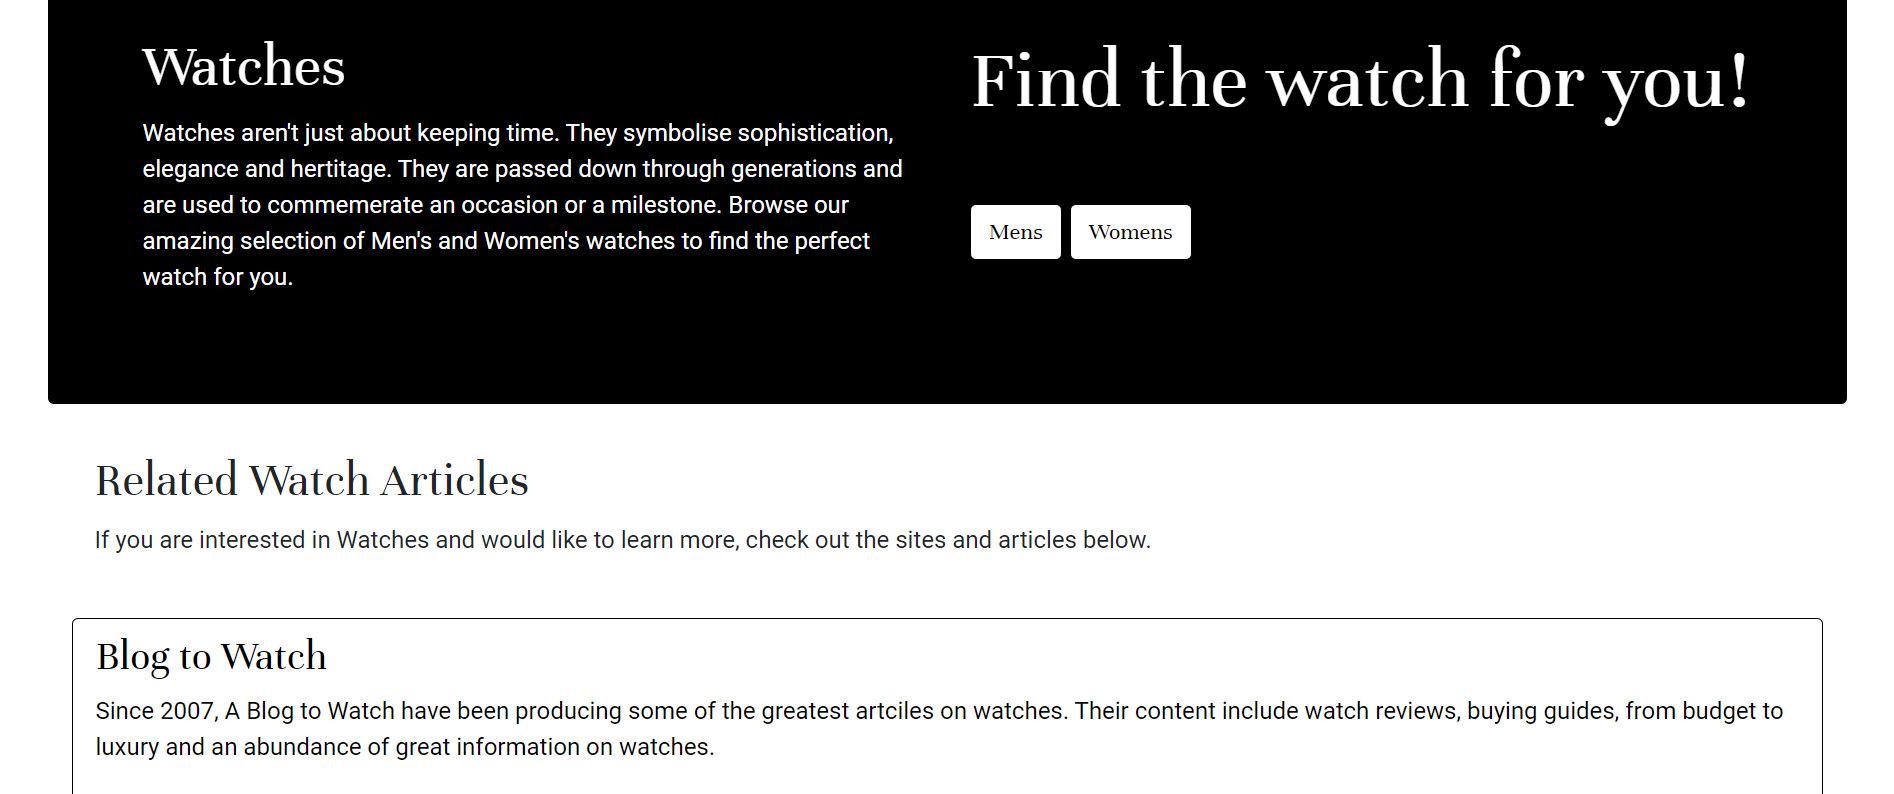 Watches
Watches aren't just about keeping time. They symbolise sophistication,
elegance and hertitage. They are passed down through generations and
are used to commemerate an occasion or a milestone. Browse our
amazing selection of Men's and Women's watches to find the perfect
watch for you.
Find the watch for you!
Mens
Womens
Related Watch Articles
If you are interested in Watches and would like to learn more, check out the sites and articles below.
Blog to Watch
Since 2007, A Blog to Watch have been producing some of the greatest artciles on watches. Their content include watch reviews, buying guides, from budget to
luxury and an abundance of great information on watches.